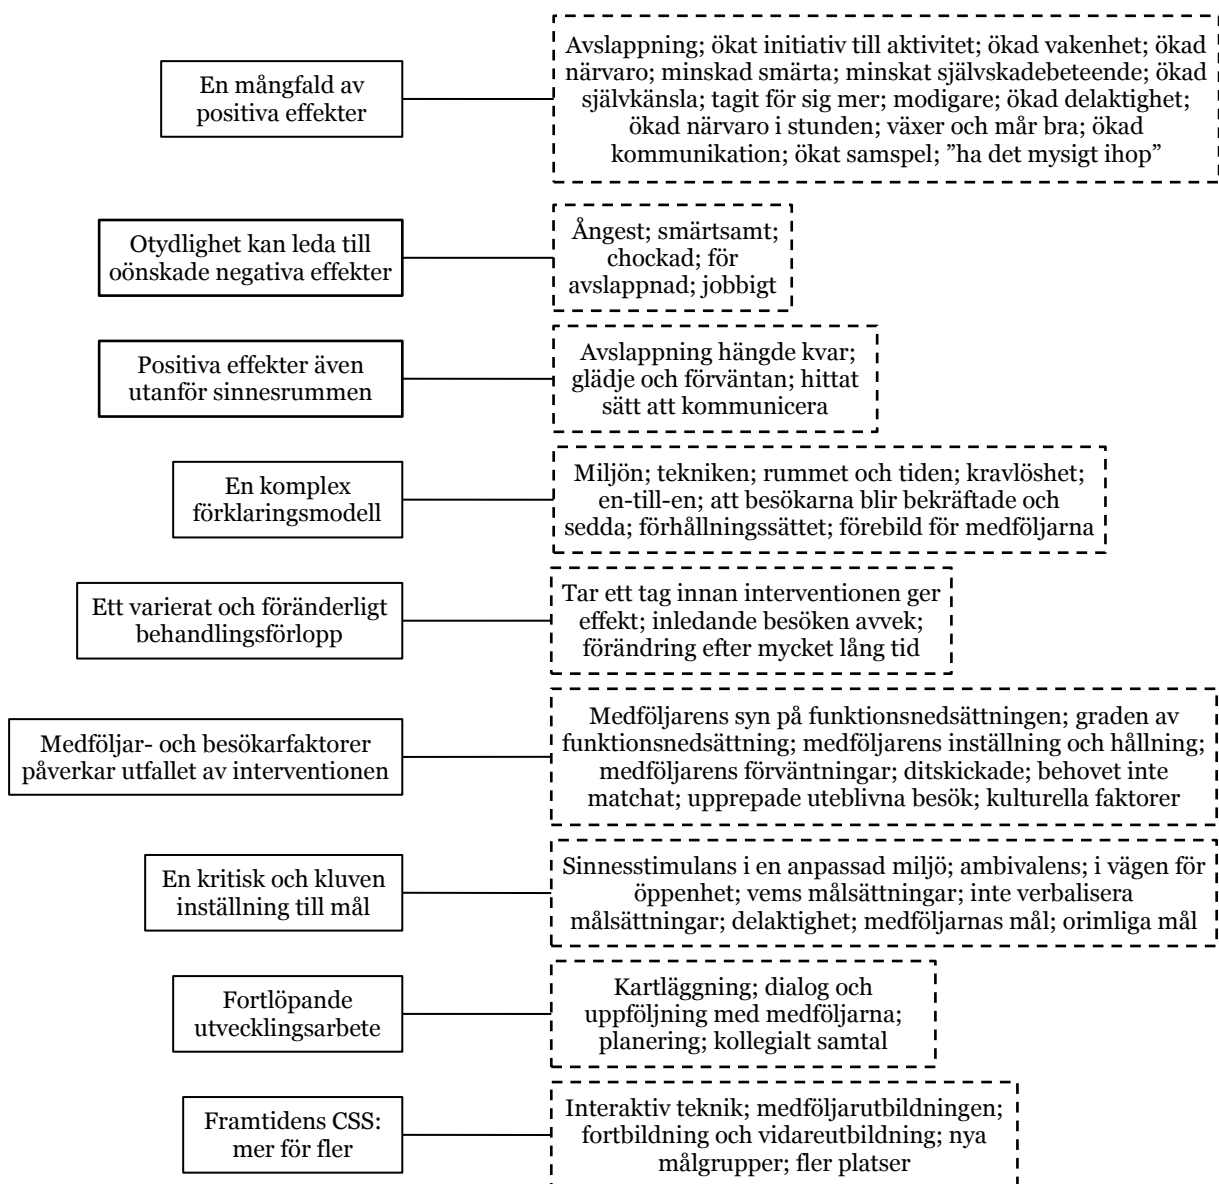 En mångfald av
positiva effekter
Avslappning; ökat initiativ till aktivitet; ökad vakenhet; ökad
närvaro; minskad smärta; minskat självskadebeteende; ökad
självkänsla; tagit för sig mer; modigare; ökad delaktighet;
ökad närvaro i stunden; växer och mår bra; ökad
kommunikation; ökat samspel; ”ha det mysigt ihop”
Otydlighet kan leda till
oönskade negativa effekter
Ångest; smärtsamt;
chockad; för
avslappnad; jobbigt
Positiva effekter även
utanför sinnesrummen
Avslappning hängde kvar;
glädje och förväntan; hittat
sätt att kommunicera
En komplex
förklaringsmodell
Miljön; tekniken; rummet och tiden; kravlöshet;
en-till-en; att besökarna blir bekräftade och
sedda; förhållningssättet; förebild för medföljarna
Ett varierat och föränderligt
behandlingsförlopp
Tar ett tag innan interventionen ger
effekt; inledande besöken avvek;
förändring efter mycket lång tid
Medföljar- och besökarfaktorer
påverkar utfallet av interventionen
Medföljarens syn på funktionsnedsättningen; graden av
funktionsnedsättning; medföljarens inställning och hållning;
medföljarens förväntningar; ditskickade; behovet inte
matchat; upprepade uteblivna besök; kulturella faktorer
En kritisk och kluven
inställning till mål
Sinnesstimulans i en anpassad miljö; ambivalens; i vägen för
öppenhet; vems målsättningar; inte verbalisera
målsättningar; delaktighet; medföljarnas mål; orimliga mål
Fortlöpande
utvecklingsarbete
Kartläggning; dialog och
uppföljning med medföljarna;
planering; kollegialt samtal
Framtidens CSS:
mer för fler
Interaktiv teknik; medföljarutbildningen;
fortbildning och vidareutbildning; nya
målgrupper; fler platser